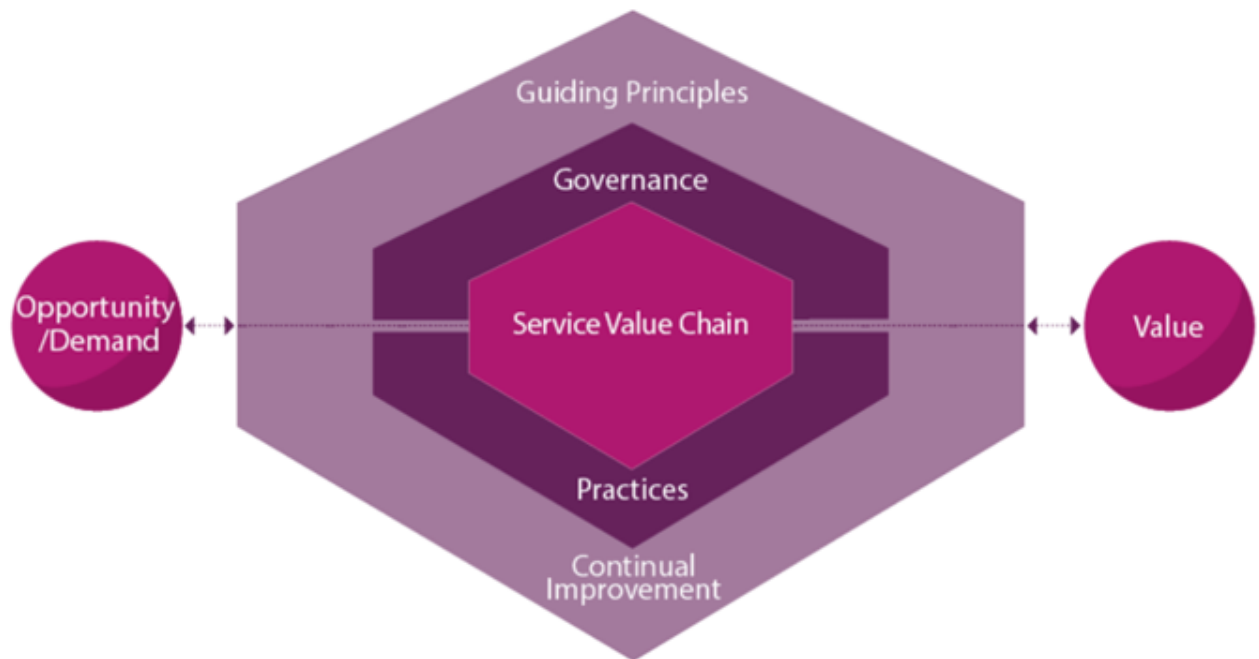 Guiding Principles
Governance
Opportunity
/Demand
Service Value Chain
Value
Practices
Continual
Improvement